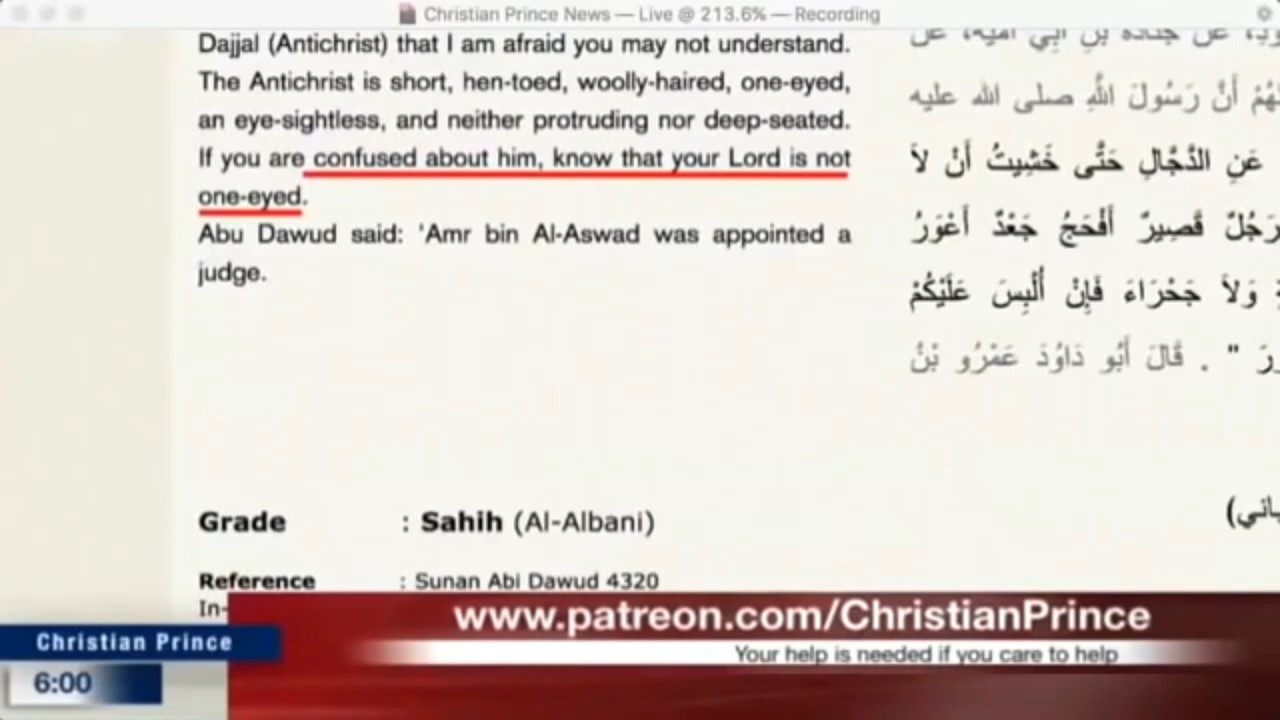 Christian Prince News — Live @ 213.6% — Recording
Dajjal (Antichrist) that I am afraid you may not understand.
The Antichrist is short, hen-toed, woolly-haired, one-eyed,
an eye-sightless, and neither protruding nor deep-seated.
If you are confused about him, know that your Lord is not
one-eyed.
Abu Dawud said: 'Amr bin Al-Aswad was appointed a
judge.
أَنَّ رَسُولَ اللَّهِ صلى الله عليه
عَنِ الدَّجَّالِ حَتَّى خَشِيتُ أَنْ لاَ
رَجُلٌ قَصِيرٌ أَفْحَجُ جَعْدٌ أَعْوَرُ
وَلاَ جَحْرَاءَ فَإِنْ أُلْبِسَ عَلَيْكُمْ
" . قَالَ أَبُو دَاوُدَ عَمْرُو بْنُ
Grade : Sahih (Al-Albani)
Reference : Sunan Abi Dawud 4320
In-
www.patreon.com/ChristianPrince
Your help is needed if you care to help
Christian Prince
6:00